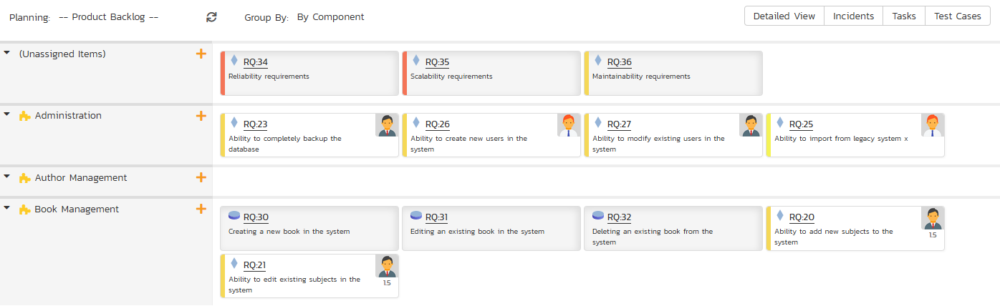 Planning: -- Product Backlog -- Group By: By Component Detailed View Incidents Tasks Test Cases
(Unassigned Items)
RQ:34 RQ:35 RQ:36
Reliability requirements Scalability requirements Maintainability requirements
Administration
RQ:23 RQ:26 RQ:27 RQ:25
Ability to completely backup the Ability to create new users in the Ability to modify existing users in the Ability to import from legacy system x
database system system
Author Management
Book Management
RQ:30 RQ:31 RQ:32 RQ:20
Creating a new book in the system Editing an existing book in the system Deleting an existing book from the Ability to add new subjects to the 1.5
system system
RQ:21
Ability to edit existing subjects in the 1.5
system